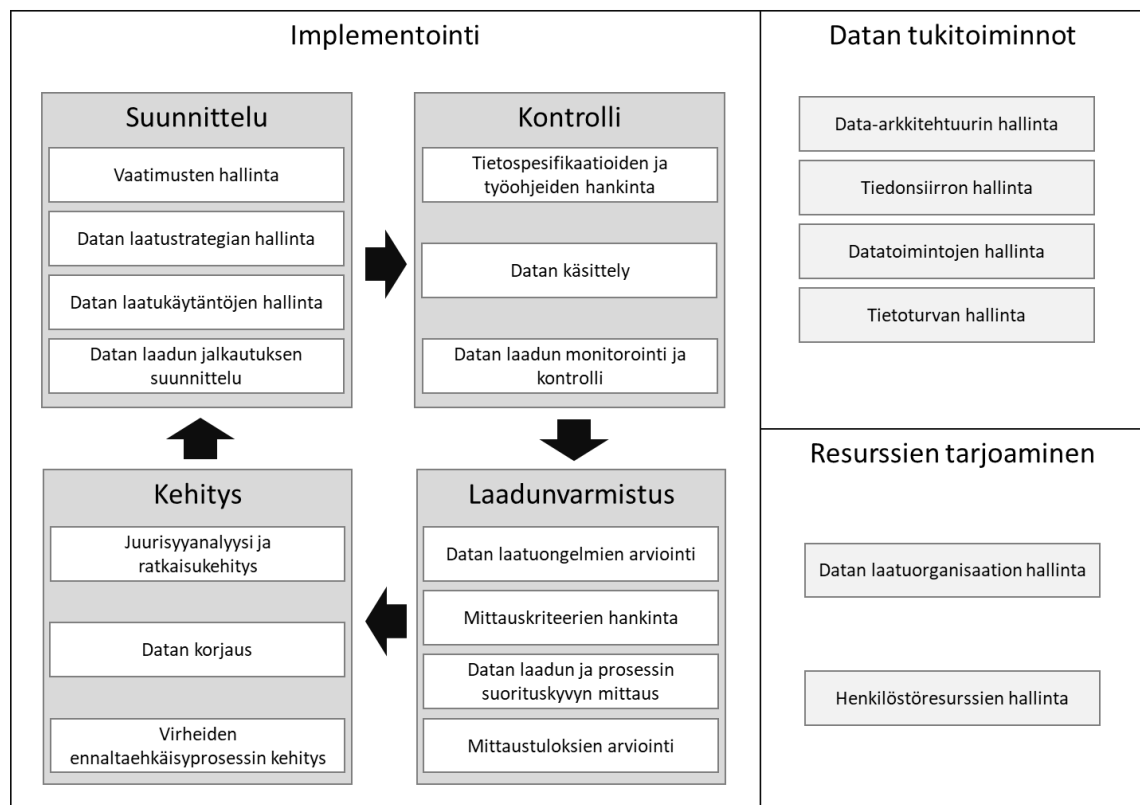 Implementointi
Suunnittelu
Vaatimusten hallinta
Datan laatustrategian hallinta
Datan laatukäytäntöjen hallinta
Datan laadun jalkautuksen
suunnittelu
Kontrolli
Tietospesifikaatioiden ja
työohjeiden hankinta
Datan käsittely
Datan laadun monitorointi ja
kontrolli
Kehitys
Juurisyyanalyysi ja
ratkaisukehitys
Datan korjaus
Virheiden
ennaltaehkäisyprosessin kehitys
Laadunvarmistus
Datan laatuongelmien arviointi
Mittauskriteerien hankinta
Datan laadun ja prosessin
suorituskyvyn mittaus
Mittaustuloksien arviointi
Datan tukitoiminnot
Data-arkkitehtuurin hallinta
Tiedonsiirron hallinta
Datatoimintojen hallinta
Tietoturvan hallinta
Resurssien tarjoaminen
Datan laatuorganisaation hallinta
Henkilöstöresurssien hallinta